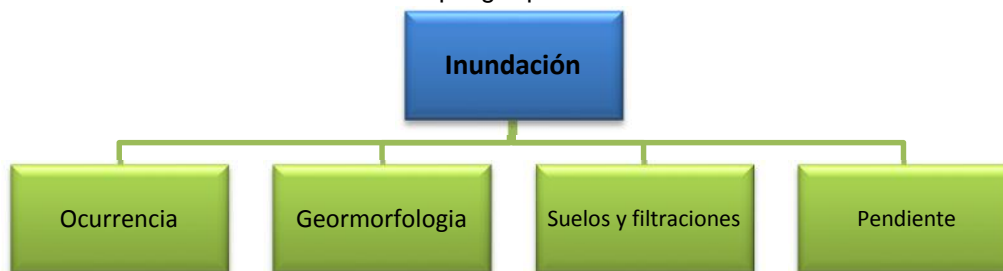 Inundación
Ocurrencia
Geormorfologia
Suelos y filtraciones
Pendiente